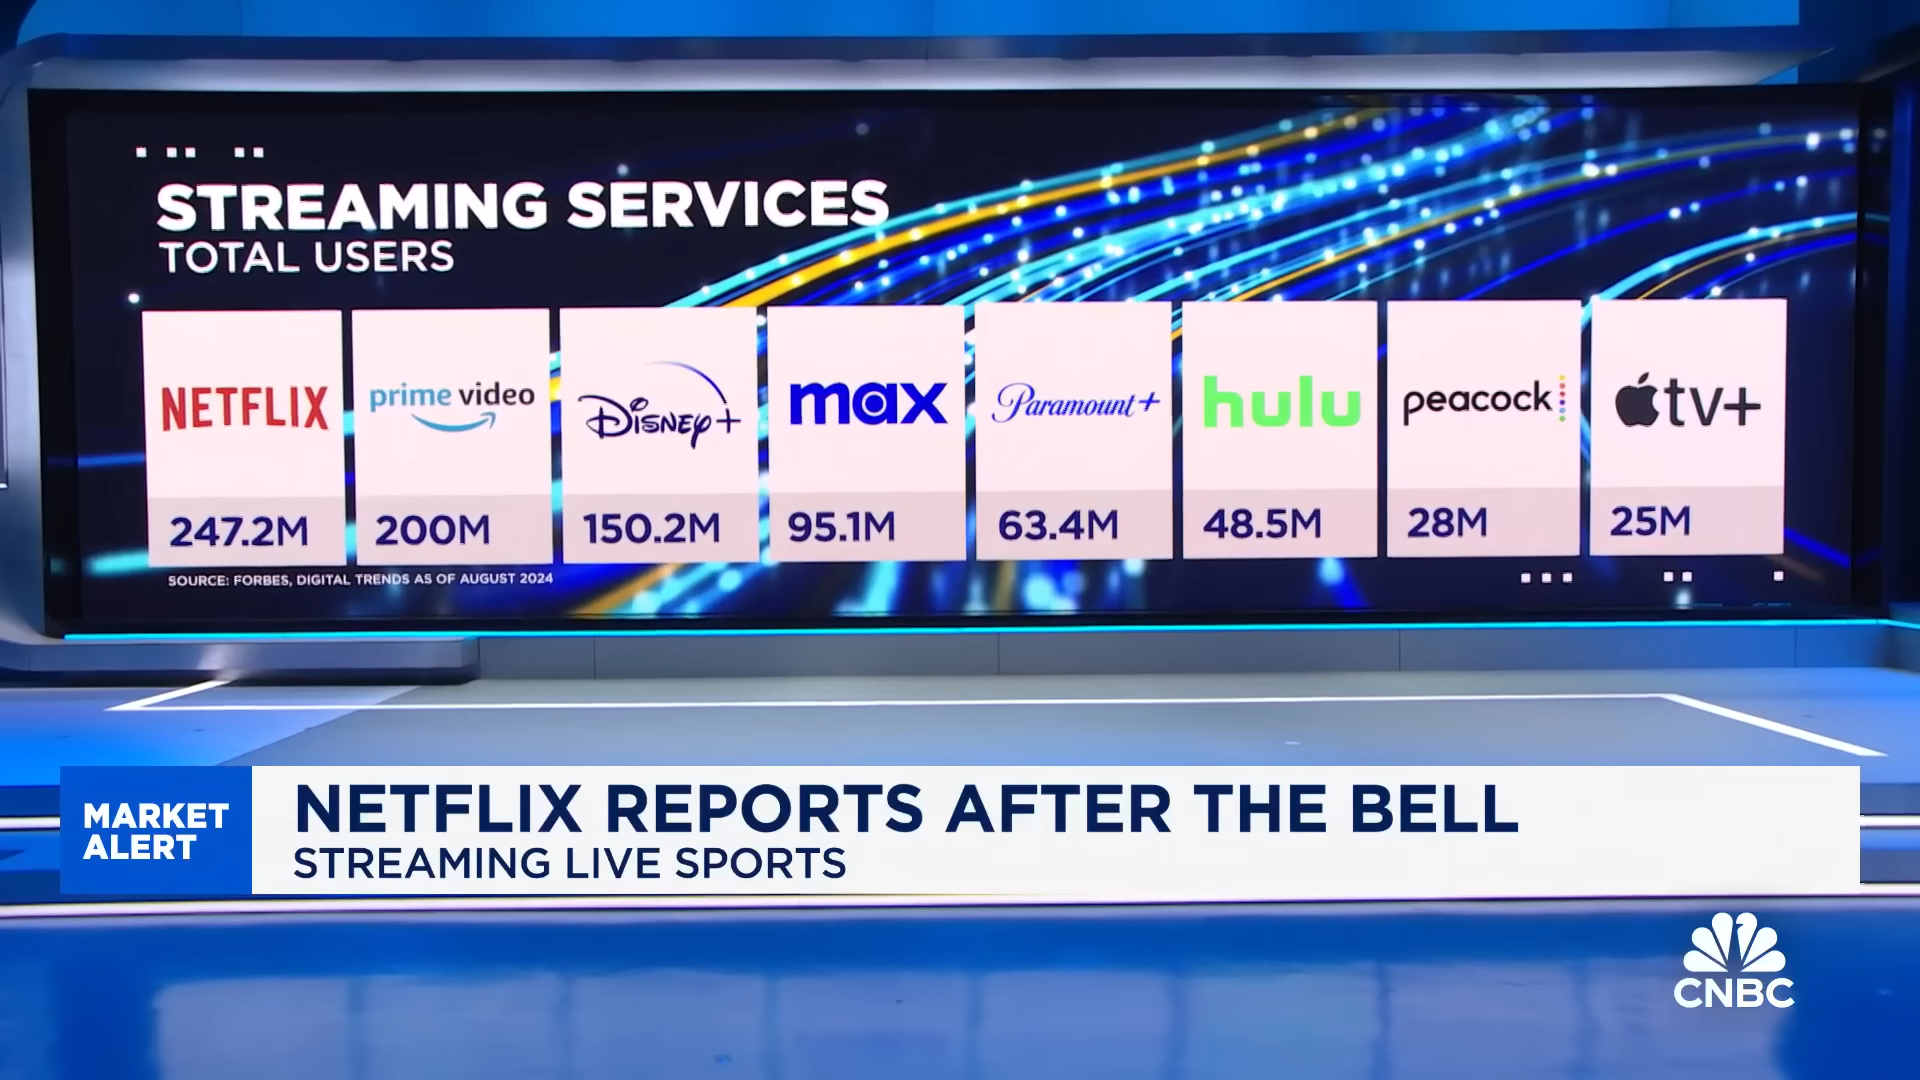 STREAMING SERVICES
TOTAL USERS
NETFLIX
prime video
Disney+
max
Paramount+
hulu
peacock
tv+
247.2M
200M
150.2M
95.1M
63.4M
48.5M
28M
25M
SOURCE: FORBES, DIGITAL TRENDS AS OF AUGUST 2024
MARKET
ALERT
NETFLIX REPORTS AFTER THE BELL
STREAMING LIVE SPORTS
CNBC